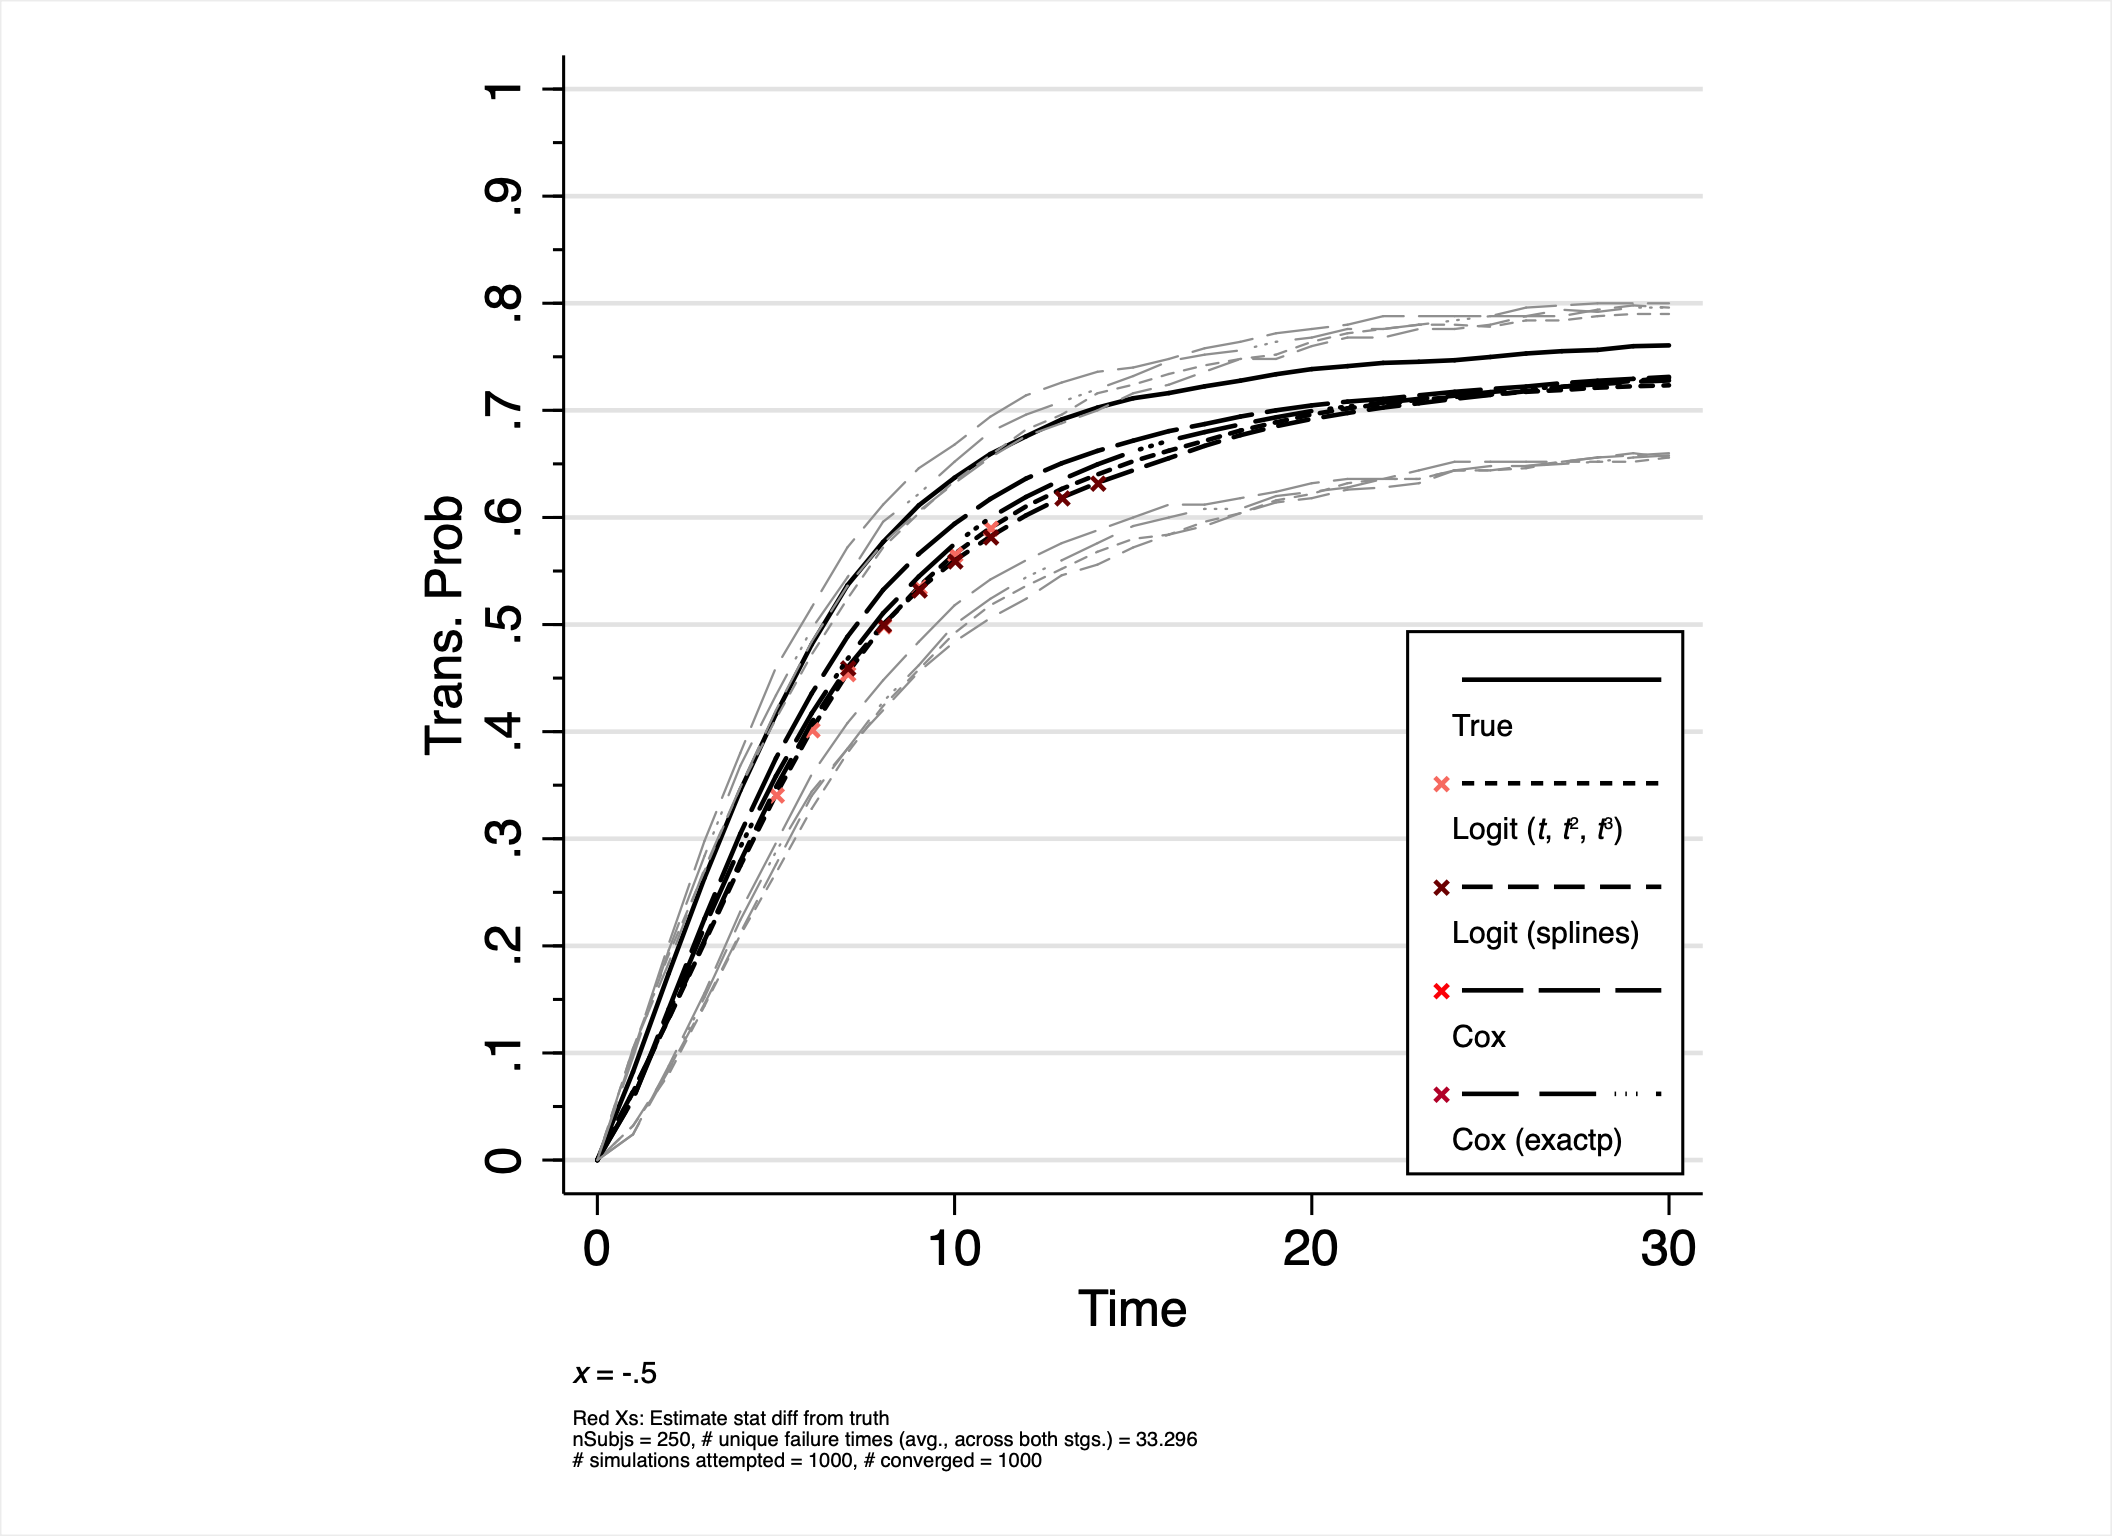 1
.9
.8
.7
.6
.5
.4
.3
.2
.1
0
Trans. Prob
0 10 20 30
Time
True
Logit (t, t², t³)
Logit (splines)
Cox
Cox (exactp)
x = -.5
Red Xs: Estimate stat diff from truth
nSubjs = 250, # unique failure times (avg., across both stgs.) = 33.296
# simulations attempted = 1000, # converged = 1000